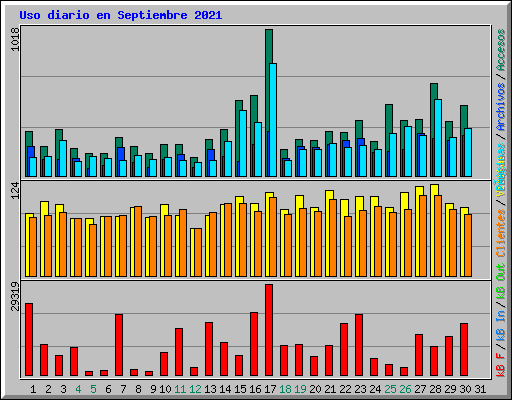 Uso diario en Septiembre 2021
1018
124
29319
1 2 3 4 5 6 7 8 9 10 11 12 13 14 15 16 17 18 19 20 21 22 23 24 25 26 27 28 29 30 31
kB F / kB In / kB Out Clientes / / Archivos / Accesos